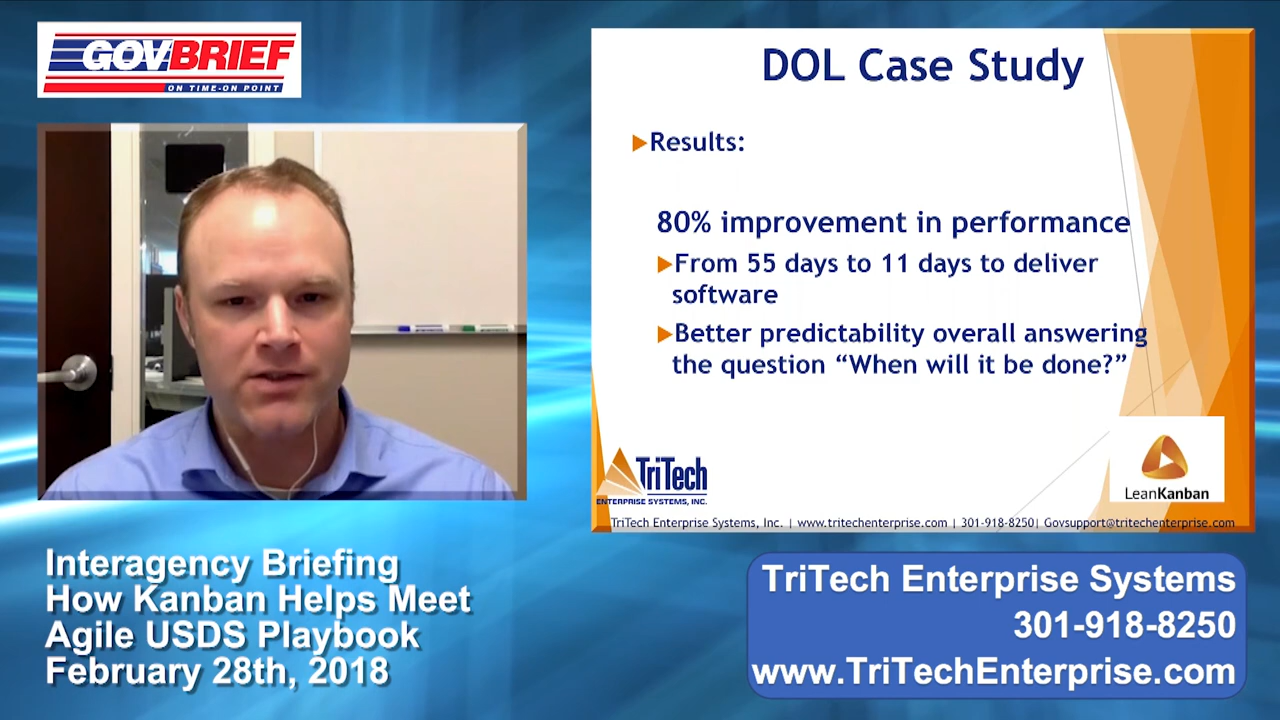 GOVBRIEF
ON TIME-ON POINT
DOL Case Study
Results:
80% improvement in performance
From 55 days to 11 days to deliver
software
Better predictability overall answering
the question “When will it be done?”
TriTech
ENTERPRISE SYSTEMS, INC.
LeanKanban
TriTech Enterprise Systems, Inc. | www.tritechenterprise.com | 301-918-8250| Govsupport@tritechenterprise.com
Interagency Briefing
How Kanban Helps Meet
Agile USDS Playbook
February 28th, 2018
TriTech Enterprise Systems
301-918-8250
www.TriTechEnterprise.com